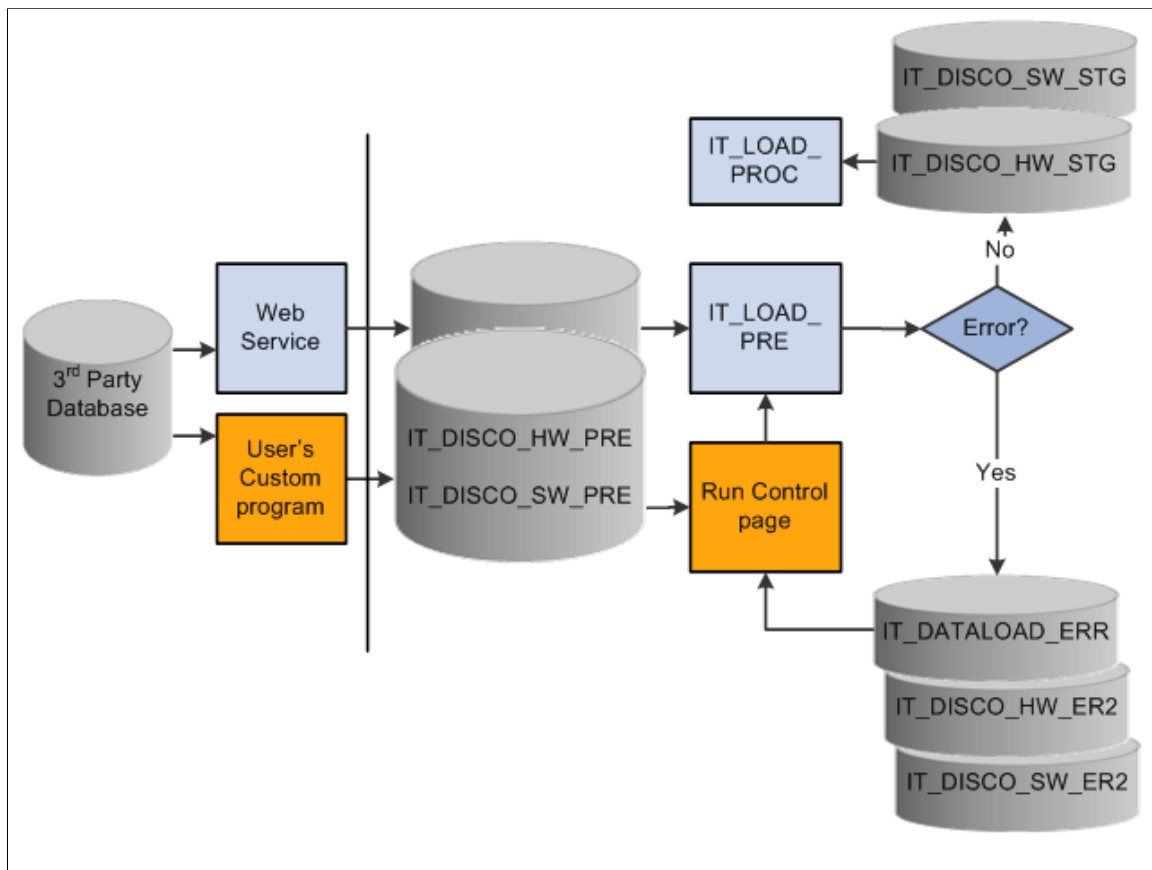 IT_DISCO_SW_STG
IT_LOAD_
PROC
IT_DISCO_HW_STG
No
Web
Service
IT_LOAD_
PRE
Error?
3rd Party
Database
IT_DISCO_HW_PRE
IT_DISCO_SW_PRE
User's
Custom
program
Run Control
page
Yes
IT_DATALOAD_ERR
IT_DISCO_HW_ER2
IT_DISCO_SW_ER2